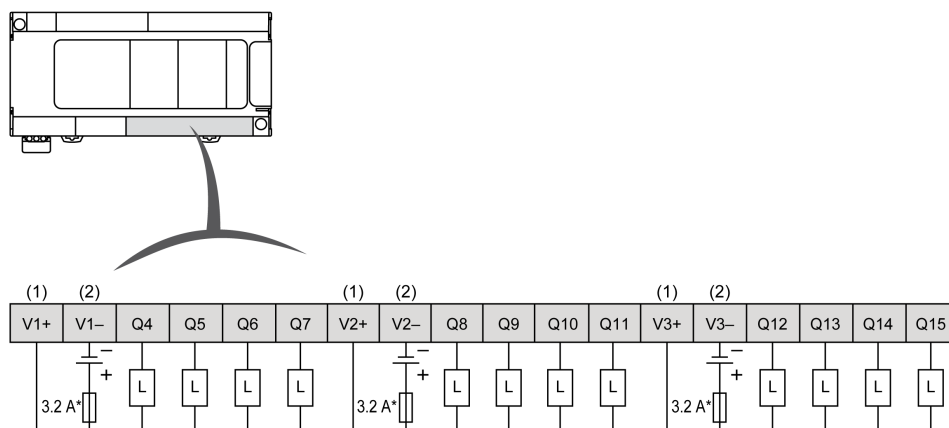 (1) (2) (1) (2) (1) (2)
V1+ V1– Q4 Q5 Q6 Q7 V2+ V2– Q8 Q9 Q10 Q11 V3+ V3– Q12 Q13 Q14 Q15
– – –
+ L L L L + L L L L + L L L L
3.2 A* 3.2 A* 3.2 A*